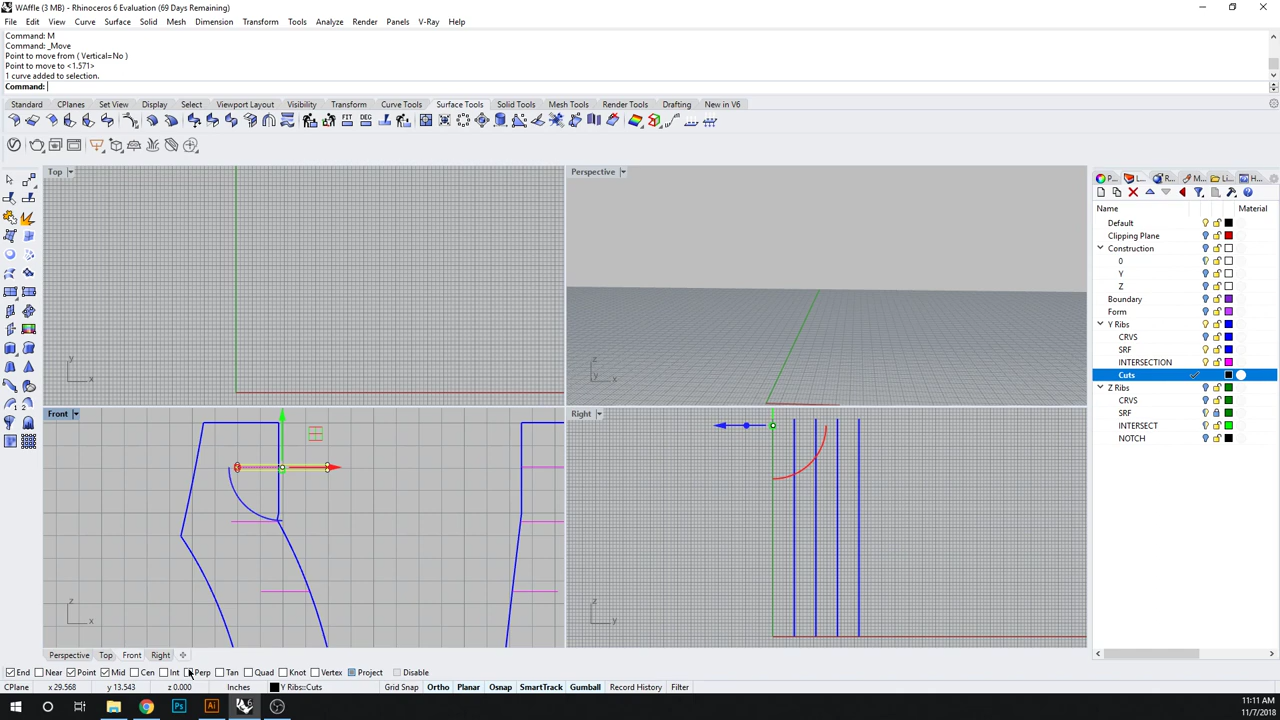 WAffle (3 MB) - Rhinoceros 6 Evaluation (69 Days Remaining)
File Edit View Curve Surface Solid Mesh Dimension Transform Tools Analyze Render Panels V-Ray Help
Command: M
Command: _Move
Point to move from ( Vertical=No )
Point to move to <1.571>
1 curve added to selection.
Command:
Standard CPlanes Set View Display Select Viewport Layout Visibility Transform Curve Tools Surface Tools Solid Tools Mesh Tools Render Tools Drafting New in V6
Top
Perspective
P... L... R... M... Li... H...
Name Material
Default
Clipping Plane
Construction
0
Y
Z
Boundary
Form
Y Ribs
CRVS
SRF
INTERSECTION
Cuts
Z Ribs
CRVS
SRF
INTERSECT
NOTCH
y x
z y x
Front
Right
z x
z y
Perspective Top Front Right
End Near Point Mid Cen Int Perp Tan Quad Knot Vertex Project Disable
CPlane x 29.568 y 13.543 z 0.000 Inches Y Ribs::Cuts Grid Snap Ortho Planar Osnap SmartTrack Gumball Record History Filter
11:11 AM
11/7/2018